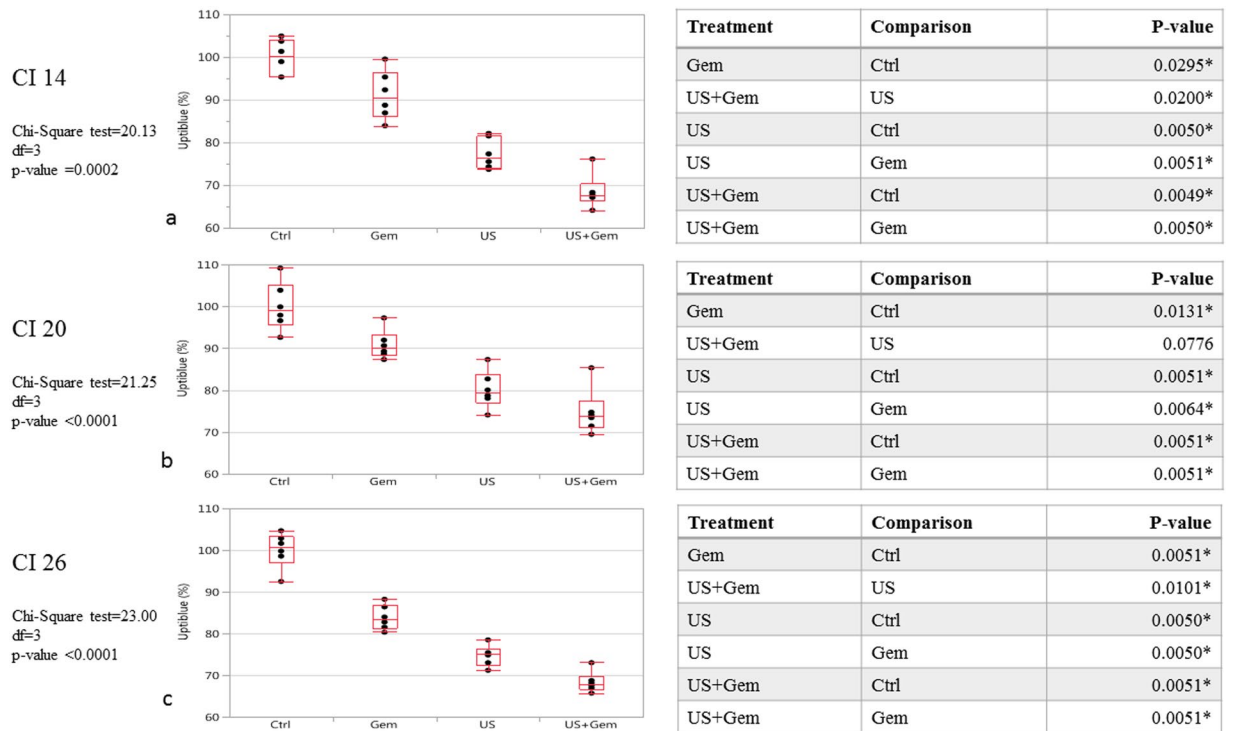 CI 14
Chi-Square test=20.13
df=3
p-value =0.0002
a
Uptiblue (%)
110
100
90
80
70
60
Ctrl Gem US US+Gem
Treatment Comparison P-value
Gem Ctrl 0.0295*
US+Gem US 0.0200*
US Ctrl 0.0050*
US Gem 0.0051*
US+Gem Ctrl 0.0049*
US+Gem Gem 0.0050*
CI 20
Chi-Square test=21.25
df=3
p-value <0.0001
b
Uptiblue (%)
110
100
90
80
70
60
Ctrl Gem US US+Gem
Treatment Comparison P-value
Gem Ctrl 0.0131*
US+Gem US 0.0776
US Ctrl 0.0051*
US Gem 0.0064*
US+Gem Ctrl 0.0051*
US+Gem Gem 0.0051*
CI 26
Chi-Square test=23.00
df=3
p-value <0.0001
c
Uptiblue (%)
110
100
90
80
70
60
Ctrl Gem US US+Gem
Treatment Comparison P-value
Gem Ctrl 0.0051*
US+Gem US 0.0101*
US Ctrl 0.0050*
US Gem 0.0050*
US+Gem Ctrl 0.0051*
US+Gem Gem 0.0051*